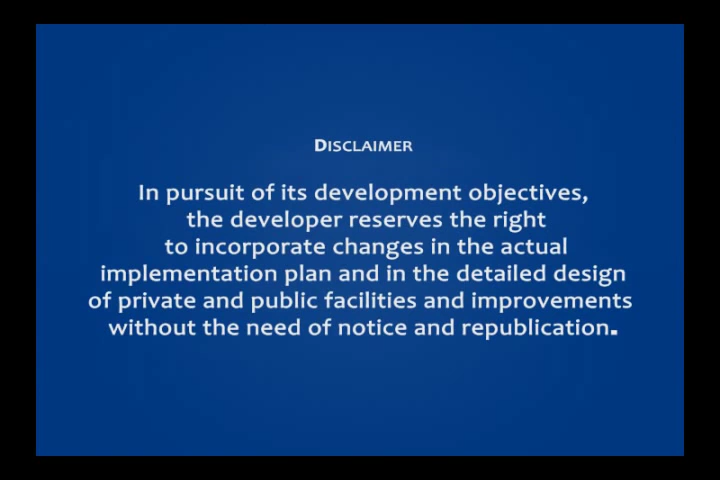 DISCLAIMER
In pursuit of its development objectives,
the developer reserves the right
to incorporate changes in the actual
implementation plan and in the detailed design
of private and public facilities and improvements
without the need of notice and republication.